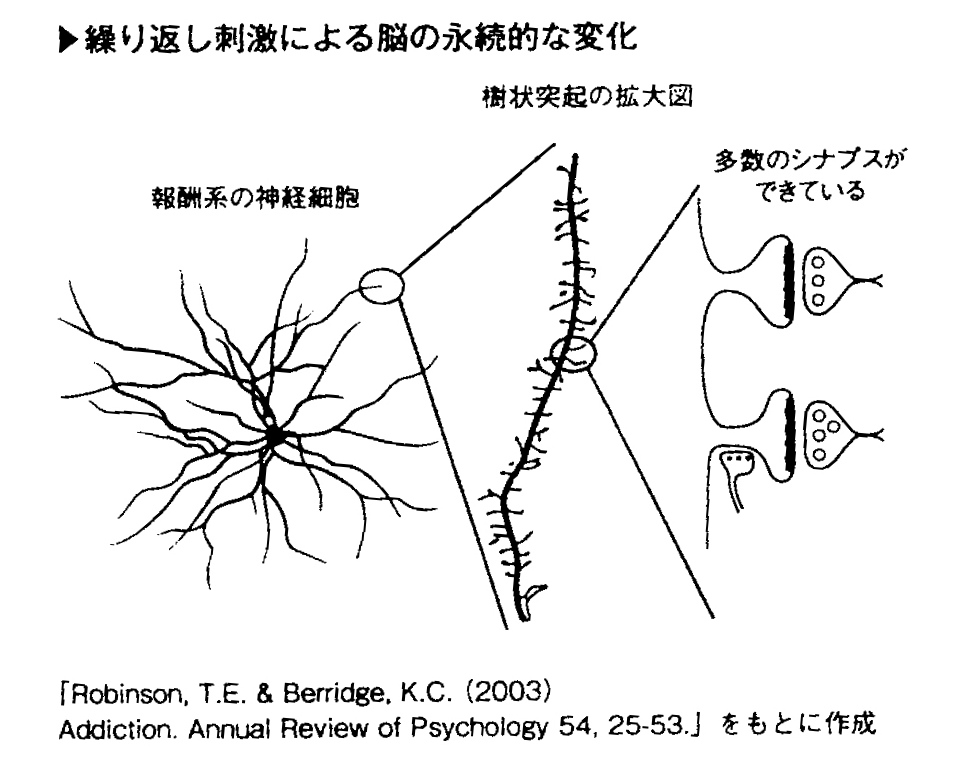 ▶繰り返し刺激による脳の永続的な変化
樹状突起の拡大図
多数のシナプスが
できている
報酬系の神経細胞
「Robinson, T.E. & Berridge, K.C. (2003)
Addiction. Annual Review of Psychology 54, 25-53.」をもとに作成